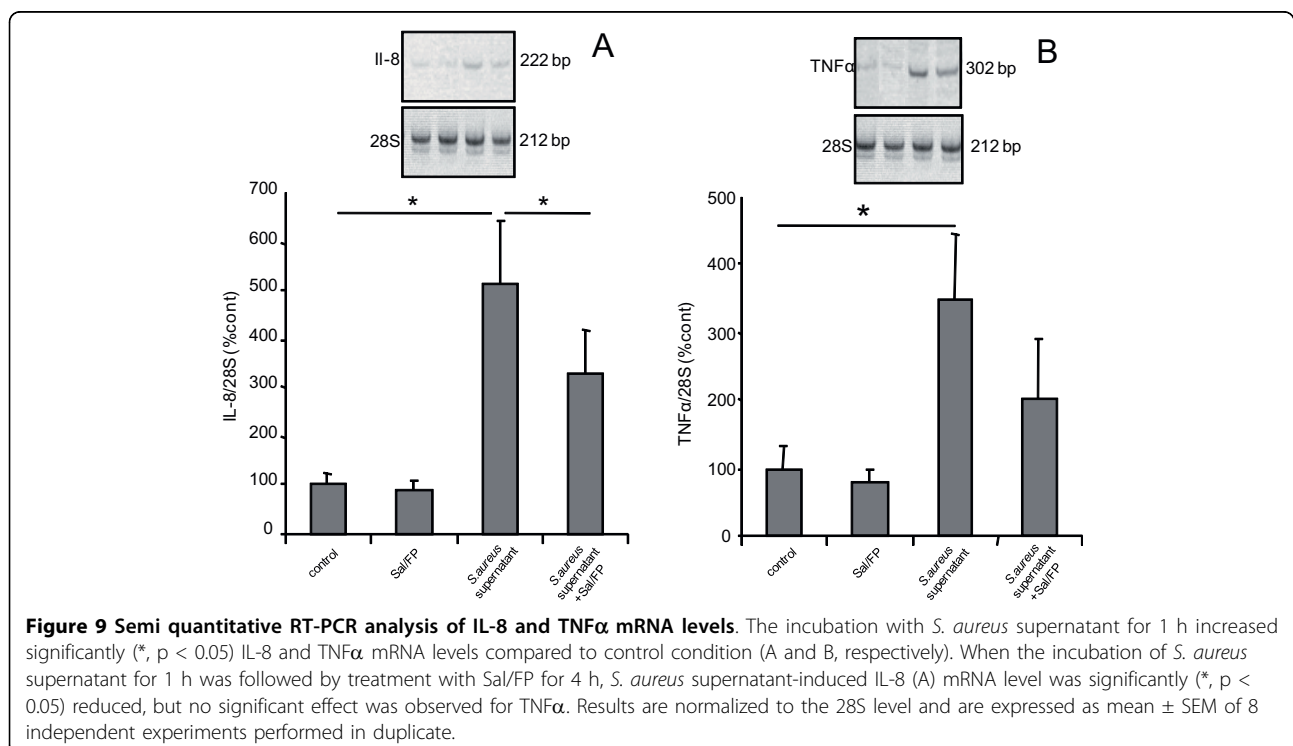 A
Il-8
222 bp
28S
212 bp
700
600
500
400
300
200
100
0
IL-8/28S (%cont)
*
*
control
Sal/FP
S.aureus
supernatant
S.aureus
supernatant
+Sal/FP
B
TNFα
302 bp
28S
212 bp
500
400
300
200
100
0
TNFα/28S (%cont)
*
control
Sal/FP
S.aureus
supernatant
S.aureus
supernatant
+Sal/FP
Figure 9 Semi quantitative RT-PCR analysis of IL-8 and TNFα mRNA levels. The incubation with S. aureus supernatant for 1 h increased
significantly (*, p < 0.05) IL-8 and TNFα mRNA levels compared to control condition (A and B, respectively). When the incubation of S. aureus
supernatant for 1 h was followed by treatment with Sal/FP for 4 h, S. aureus supernatant-induced IL-8 (A) mRNA level was significantly (*, p <
0.05) reduced, but no significant effect was observed for TNFα. Results are normalized to the 28S level and are expressed as mean ± SEM of 8
independent experiments performed in duplicate.